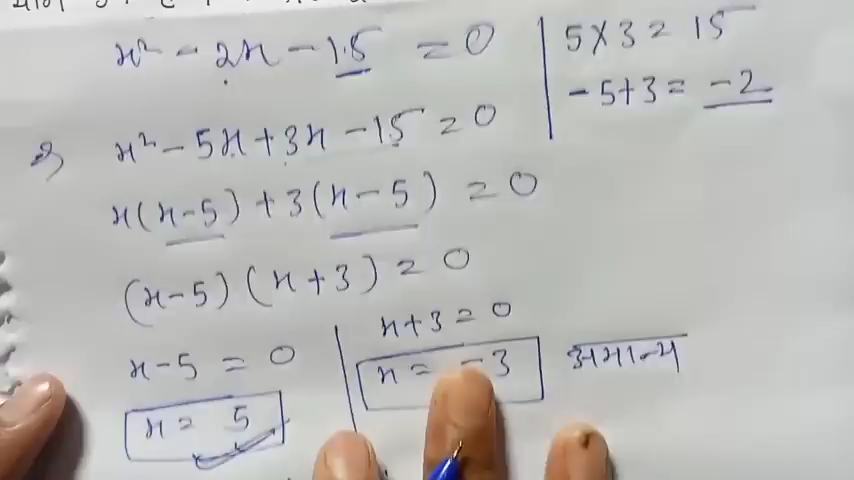 x² - 2x - 15 = 0
5 × 3 = 15
-5+3 = -2
⇒ x² - 5x + 3x - 15 = 0
x(x-5) + 3(x-5) = 0
(x-5) (x+3) = 0
x+3 = 0
x-5 = 0
x = -3
अमान्य
x = 5